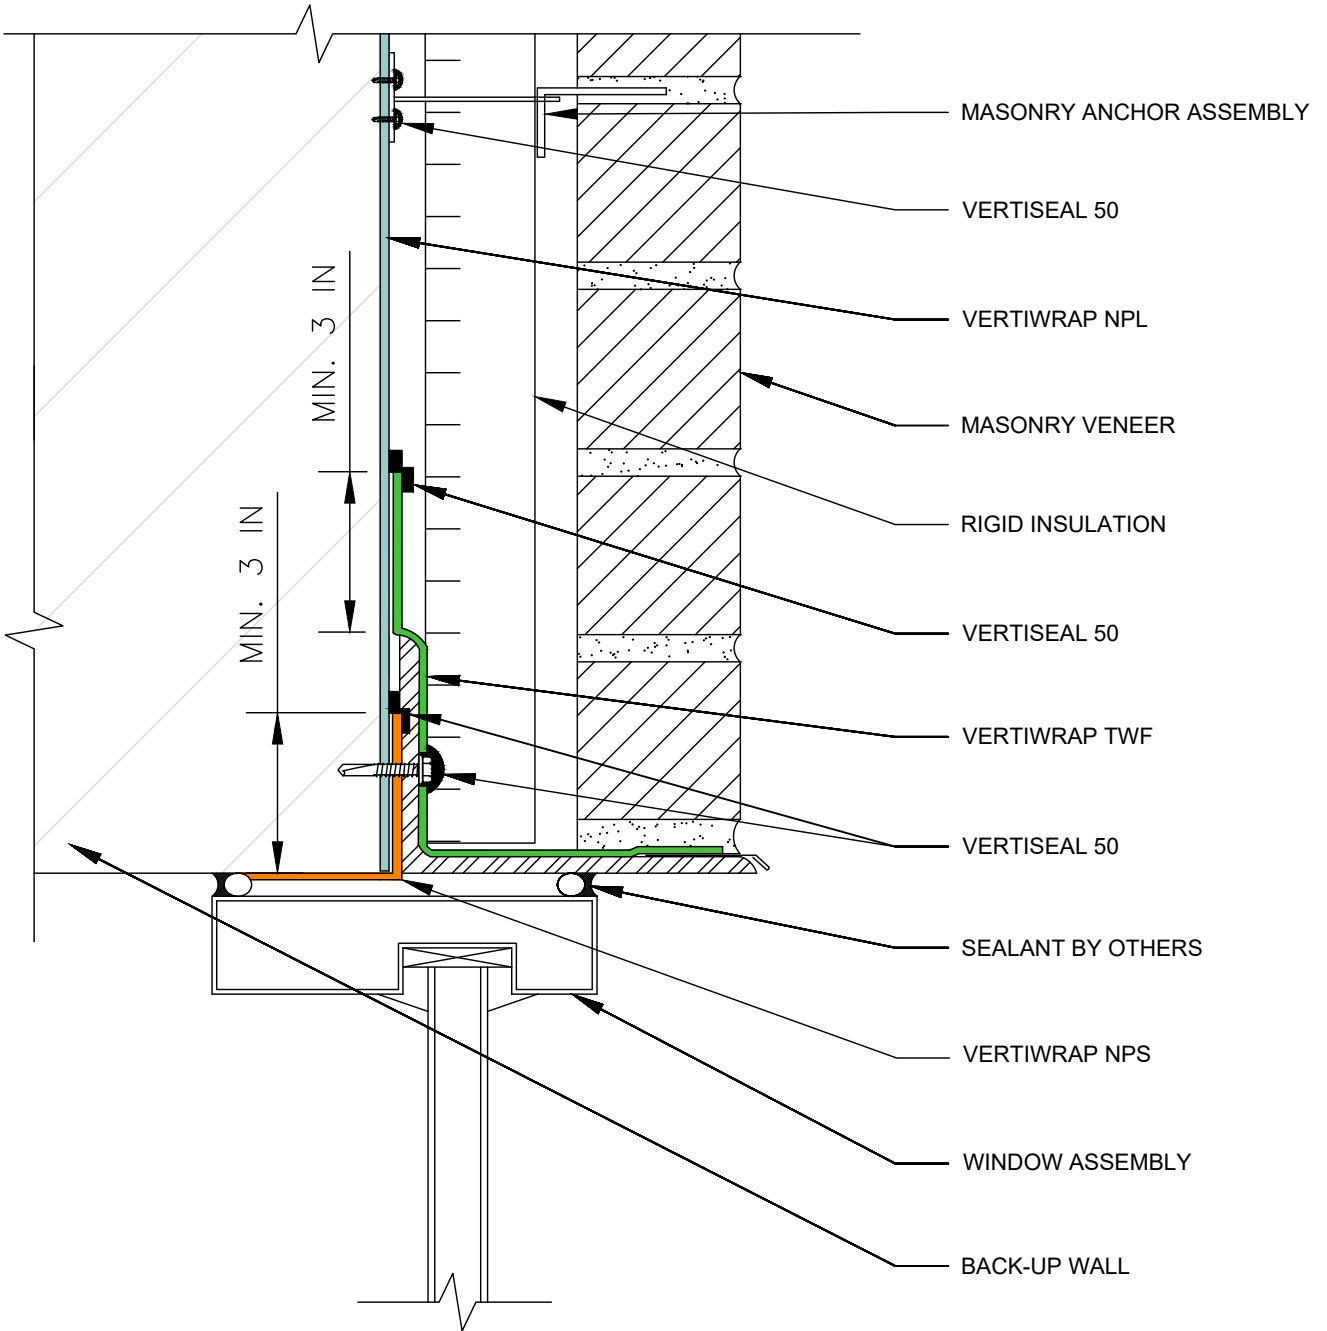 MASONRY ANCHOR ASSEMBLY
VERTISEAL 50
MIN. 3 IN
VERTIWRAP NPL
MASONRY VENEER
RIGID INSULATION
MIN. 3 IN
VERTISEAL 50
VERTIWRAP TWF
VERTISEAL 50
SEALANT BY OTHERS
VERTIWRAP NPS
WINDOW ASSEMBLY
BACK-UP WALL